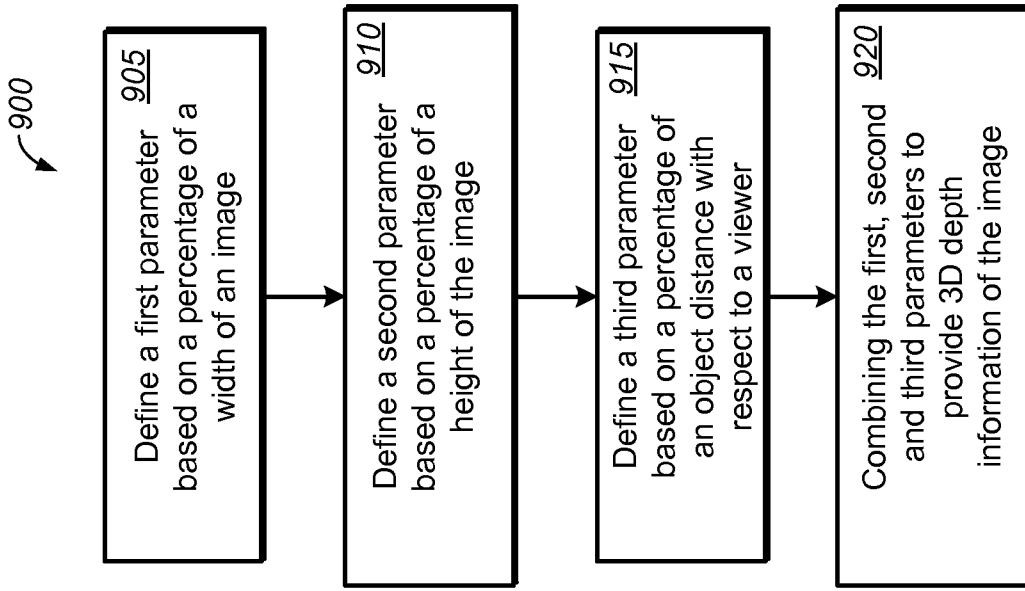 900
905
Define a first parameter
based on a percentage of a
width of an image
910
Define a second parameter
based on a percentage of a
height of the image
915
Define a third parameter
based on a percentage of
an object distance with
respect to a viewer
920
Combining the first, second
and third parameters to
provide 3D depth
information of the image